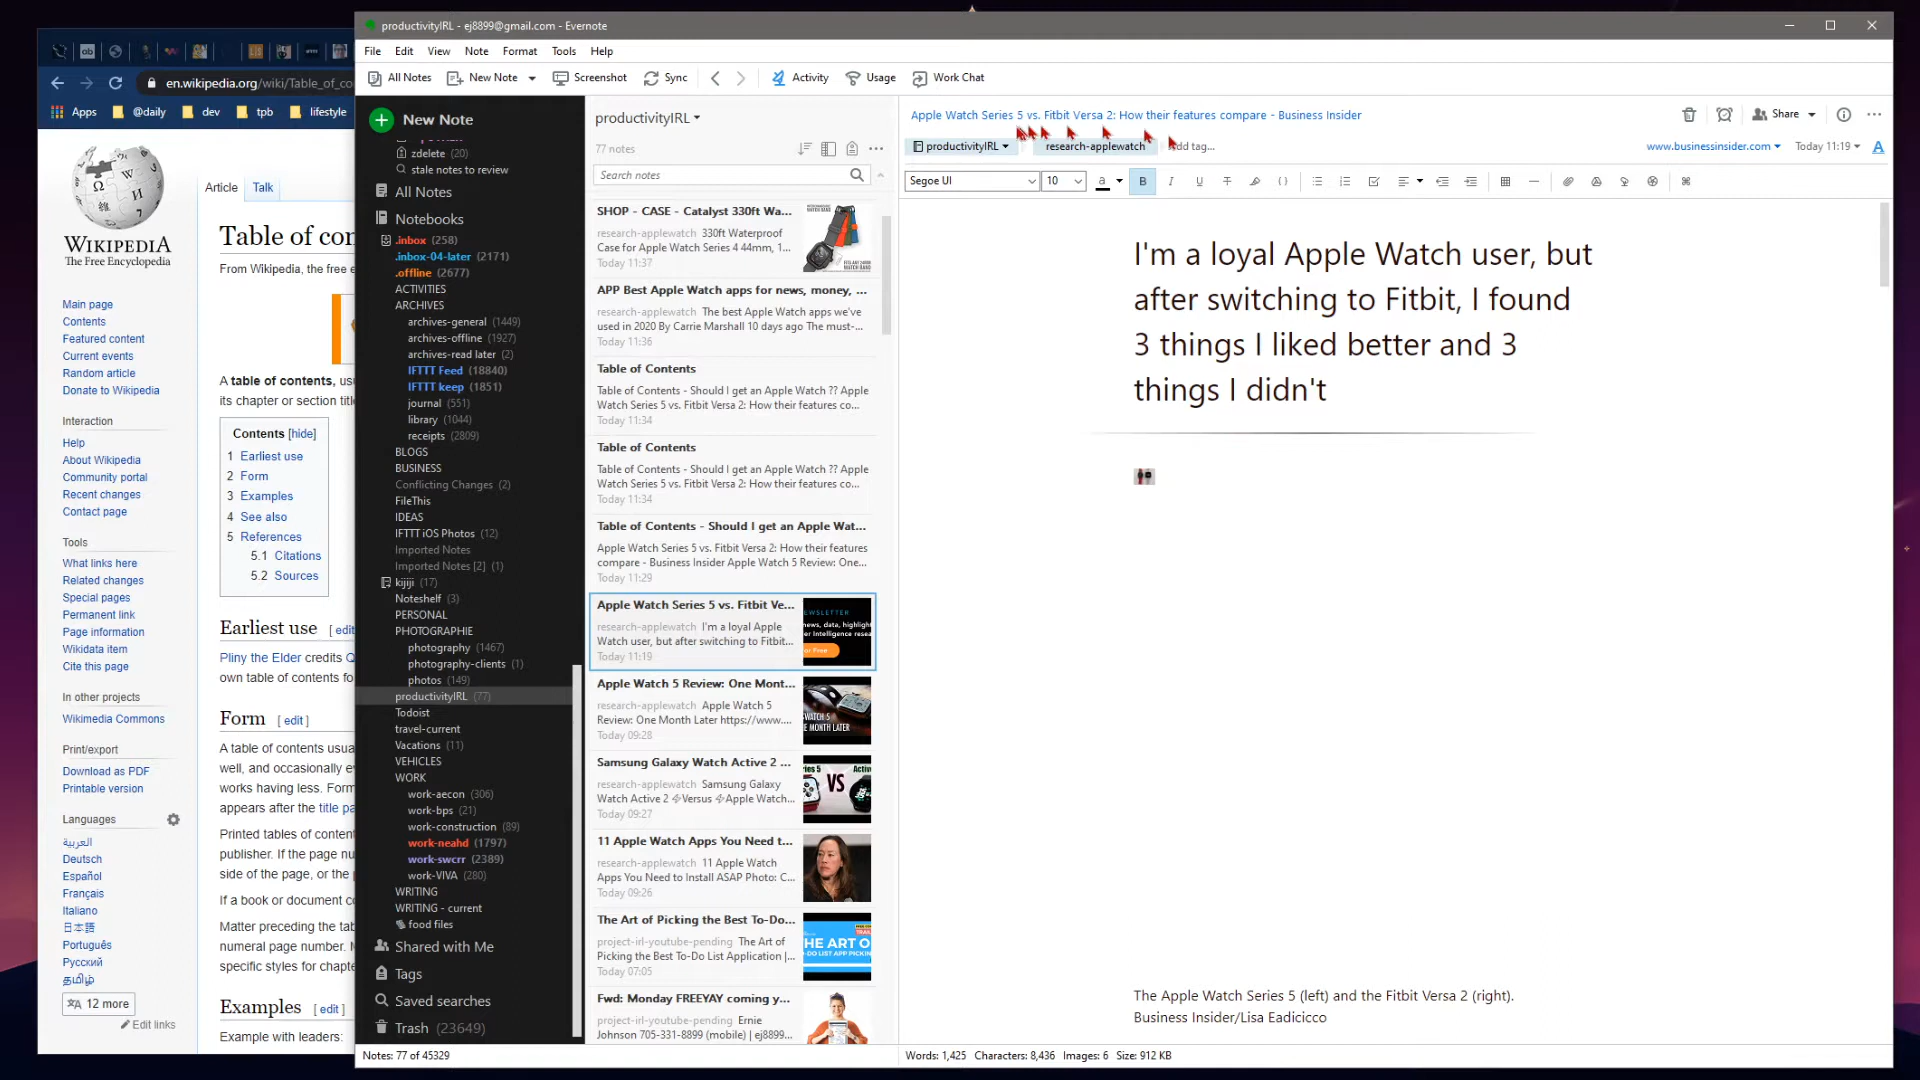 productivityIRL - ej8899@gmail.com - Evernote
File Edit View Note Format Tools Help
All Notes New Note Screenshot Sync Activity Usage Work Chat
en.wikipedia.org/wiki/Table_of_co
Apps @daily dev tpb lifestyle
WIKIPEDIA
The Free Encyclopedia
Main page
Contents
Featured content
Current events
Random article
Donate to Wikipedia
Interaction
Help
About Wikipedia
Community portal
Recent changes
Contact page
Tools
What links here
Related changes
Special pages
Permanent link
Page information
Wikidata item
Cite this page
In other projects
Wikimedia Commons
Print/export
Download as PDF
Printable version
Languages
العربية
Deutsch
Español
Français
Italiano
日本語
Português
Русский
தமிழ்
12 more
Edit links
Article Talk
Table of con
From Wikipedia, the free e
A table of contents, usu
its chapter or section title
Contents [hide]
1 Earliest use
2 Form
3 Examples
4 See also
5 References
5.1 Citations
5.2 Sources
Earliest use [ edit
Pliny the Elder credits Q
own table of contents fo
Form [ edit ]
A table of contents usua
well, and occasionally ev
works having less. Form
appears after the title pa
Printed tables of content
publisher. If the page nu
side of the page, or the p
If a book or document co
Matter preceding the tab
numeral page number. M
specific styles for chapte
Examples [ edit ]
Example with leaders:
New Note
zdelete (20)
stale notes to review
All Notes
Notebooks
.inbox (258)
.inbox-04-later (2171)
.offline (2677)
ACTIVITIES
ARCHIVES
archives-general (1449)
archives-offline (1927)
archives-read later (2)
IFTTT Feed (18840)
IFTTT keep (1851)
journal (551)
library (1044)
receipts (2809)
BLOGS
BUSINESS
Conflicting Changes (2)
FileThis
IDEAS
IFTTT iOS Photos (12)
Imported Notes
Imported Notes [2] (1)
kijiji (17)
Noteshelf (3)
PERSONAL
PHOTOGRAPHIE
photography (1467)
photography-clients (1)
photos (149)
productivityIRL (77)
Todoist
travel-current
Vacations (11)
VEHICLES
WORK
work-aecon (306)
work-bps (21)
work-construction (89)
work-neahd (1797)
work-swcrr (2389)
work-VIVA (280)
WRITING
WRITING - current
food files
Shared with Me
Tags
Saved searches
Trash (23649)
Notes: 77 of 45329
productivityIRL
77 notes
Search notes
SHOP - CASE - Catalyst 330ft Wa...
research-applewatch 330ft Waterproof
Case for Apple Watch Series 4 44mm, 1...
Today 11:37
APP Best Apple Watch apps for news, money, ...
research-applewatch The best Apple Watch apps we've
used in 2020 By Carrie Marshall 10 days ago The must-...
Today 11:36
Table of Contents
Table of Contents - Should I get an Apple Watch ?? Apple
Watch Series 5 vs. Fitbit Versa 2: How their features co...
Today 11:34
Table of Contents
Table of Contents - Should I get an Apple Watch ?? Apple
Watch Series 5 vs. Fitbit Versa 2: How their features co...
Today 11:34
Table of Contents - Should I get an Apple Wat...
Apple Watch Series 5 vs. Fitbit Versa 2: How their features
compare - Business Insider Apple Watch 5 Review: One...
Today 11:29
Apple Watch Series 5 vs. Fitbit Ve...
research-applewatch I'm a loyal Apple
Watch user, but after switching to Fitbit...
Today 11:19
Apple Watch 5 Review: One Mont...
research-applewatch Apple Watch 5
Review: One Month Later https://www....
Today 09:28
Samsung Galaxy Watch Active 2 ...
research-applewatch Samsung Galaxy
Watch Active 2 ⚡Versus ⚡Apple Watch...
Today 09:27
11 Apple Watch Apps You Need t...
research-applewatch 11 Apple Watch
Apps You Need to Install ASAP Photo: C...
Today 09:26
The Art of Picking the Best To-Do...
project-irl-youtube-pending The Art of
Picking the Best To-Do List Application |...
Today 07:05
Fwd: Monday FREEYAY coming y...
project-irl-youtube-pending Ernie
Johnson 705-331-8899 (mobile) | ej889...
Apple Watch Series 5 vs. Fitbit Versa 2: How their features compare - Business Insider
Share
productivityIRL research-applewatch dd tag...
www.businessinsider.com Today 11:19
Segoe UI 10 a B I U T
I'm a loyal Apple Watch user, but
after switching to Fitbit, I found
3 things I liked better and 3
things I didn't
The Apple Watch Series 5 (left) and the Fitbit Versa 2 (right).
Business Insider/Lisa Eadicicco
Words: 1,425 Characters: 8,436 Images: 6 Size: 912 KB